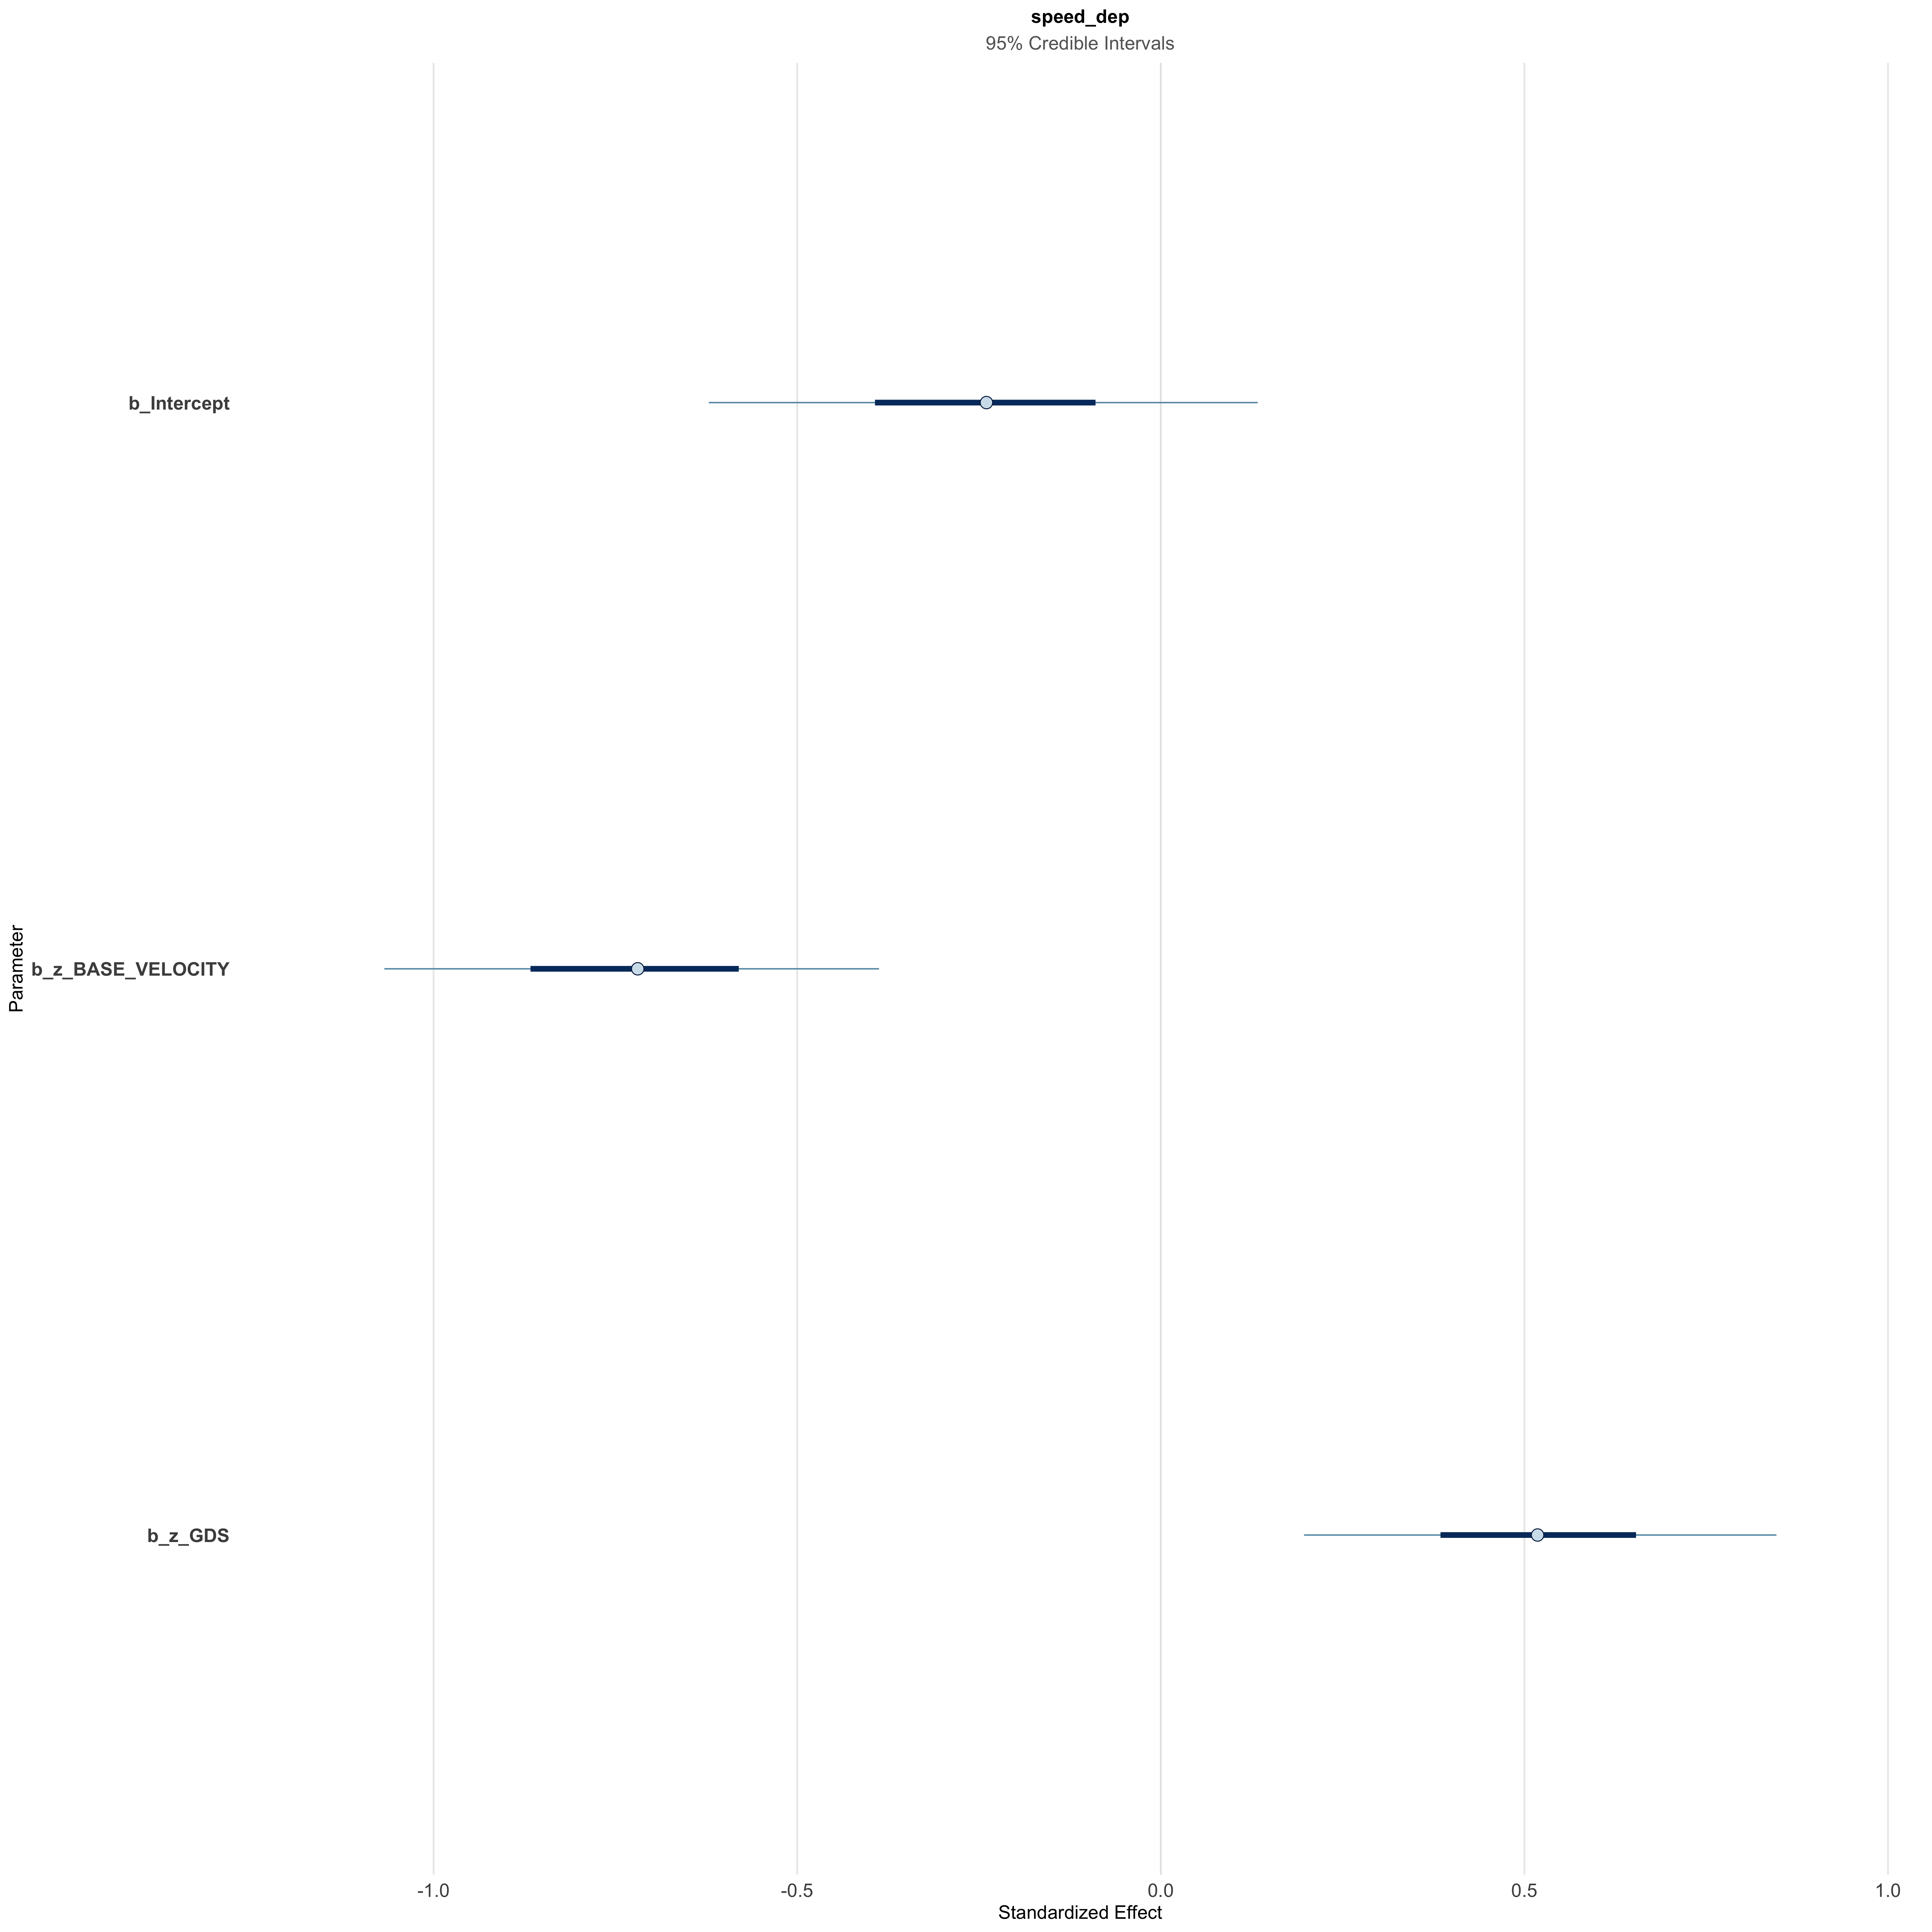 speed_dep
95% Credible Intervals
b_Intercept
b_z_BASE_VELOCITY
b_z_GDS
Parameter
-1.0 -0.5 0.0 0.5 1.0
Standardized Effect